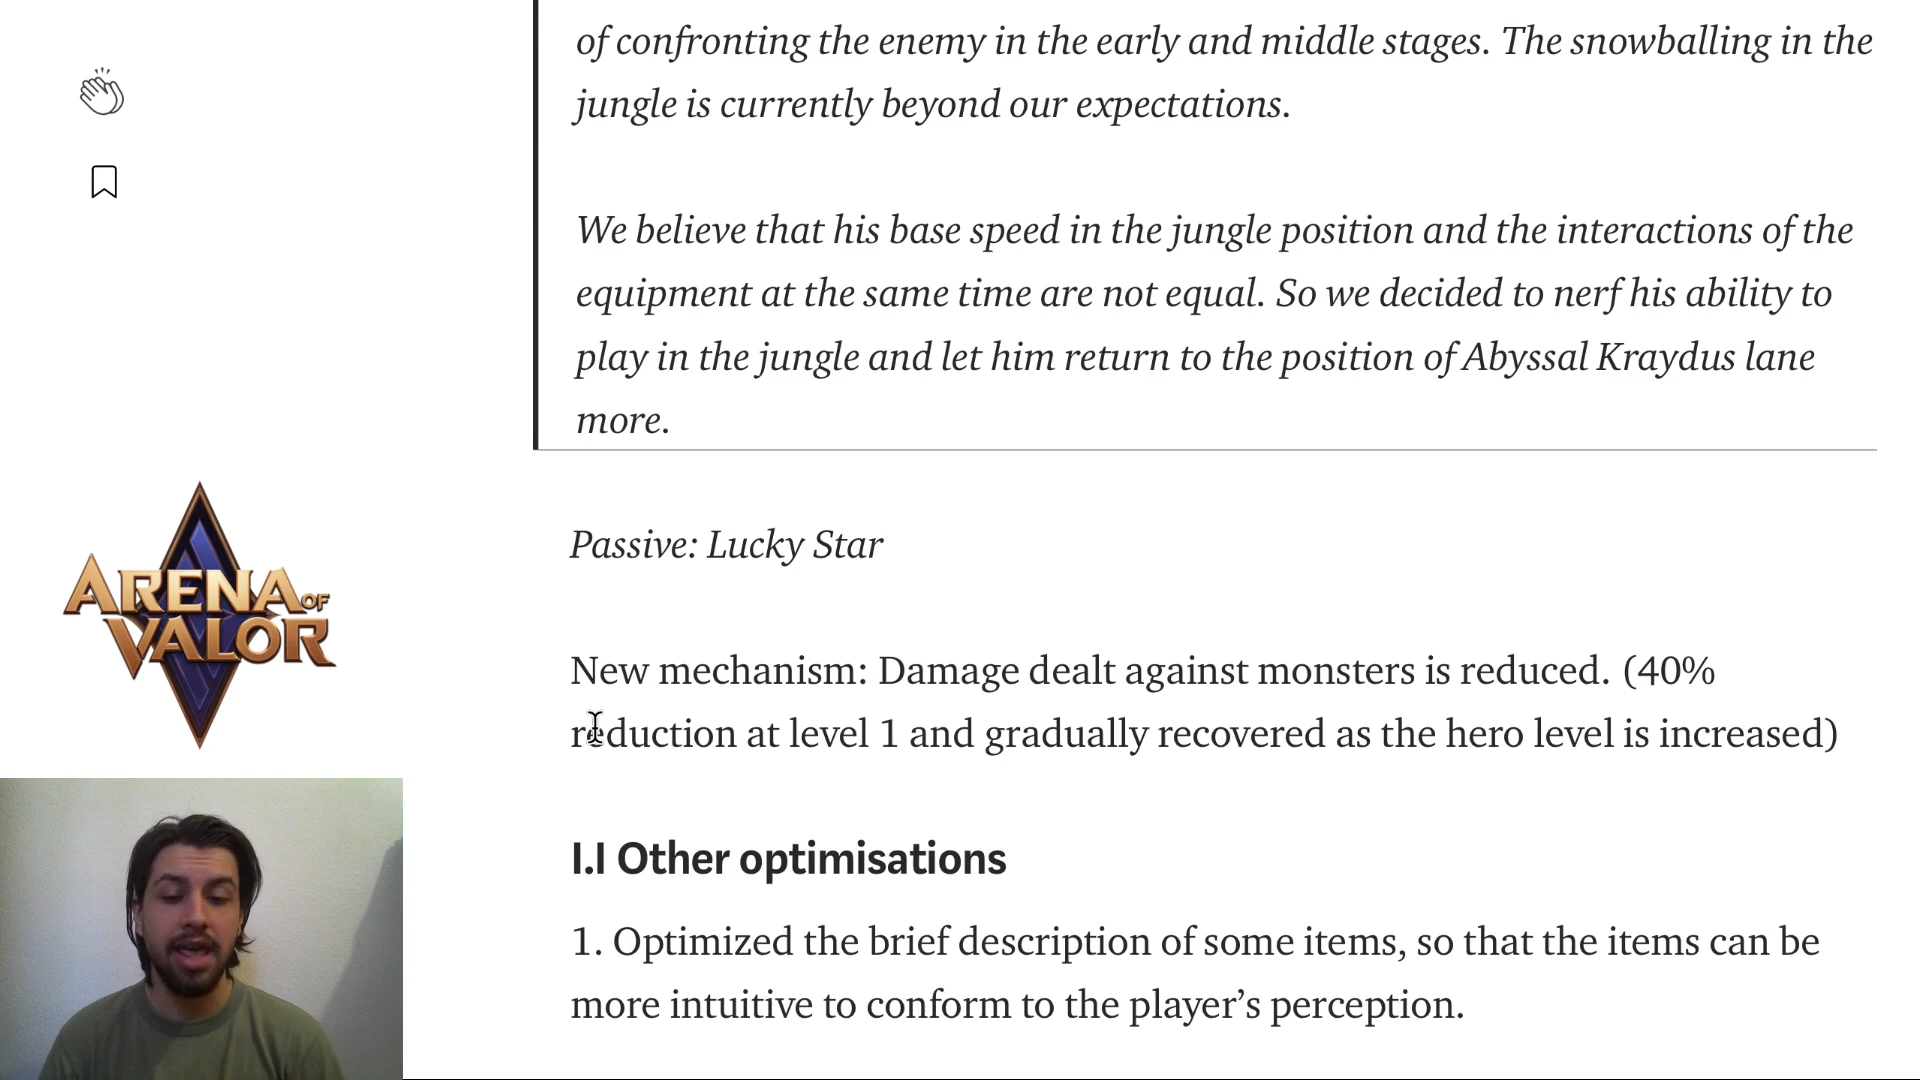 of confronting the enemy in the early and middle stages. The snowballing in the
jungle is currently beyond our expectations.
We believe that his base speed in the jungle position and the interactions of the
equipment at the same time are not equal. So we decided to nerf his ability to
play in the jungle and let him return to the position of Abyssal Kraydus lane
more.
ARENA OF
VALOR
Passive: Lucky Star
New mechanism: Damage dealt against monsters is reduced. (40%
reduction at level 1 and gradually recovered as the hero level is increased)
I.I Other optimisations
1. Optimized the brief description of some items, so that the items can be
more intuitive to conform to the player’s perception.